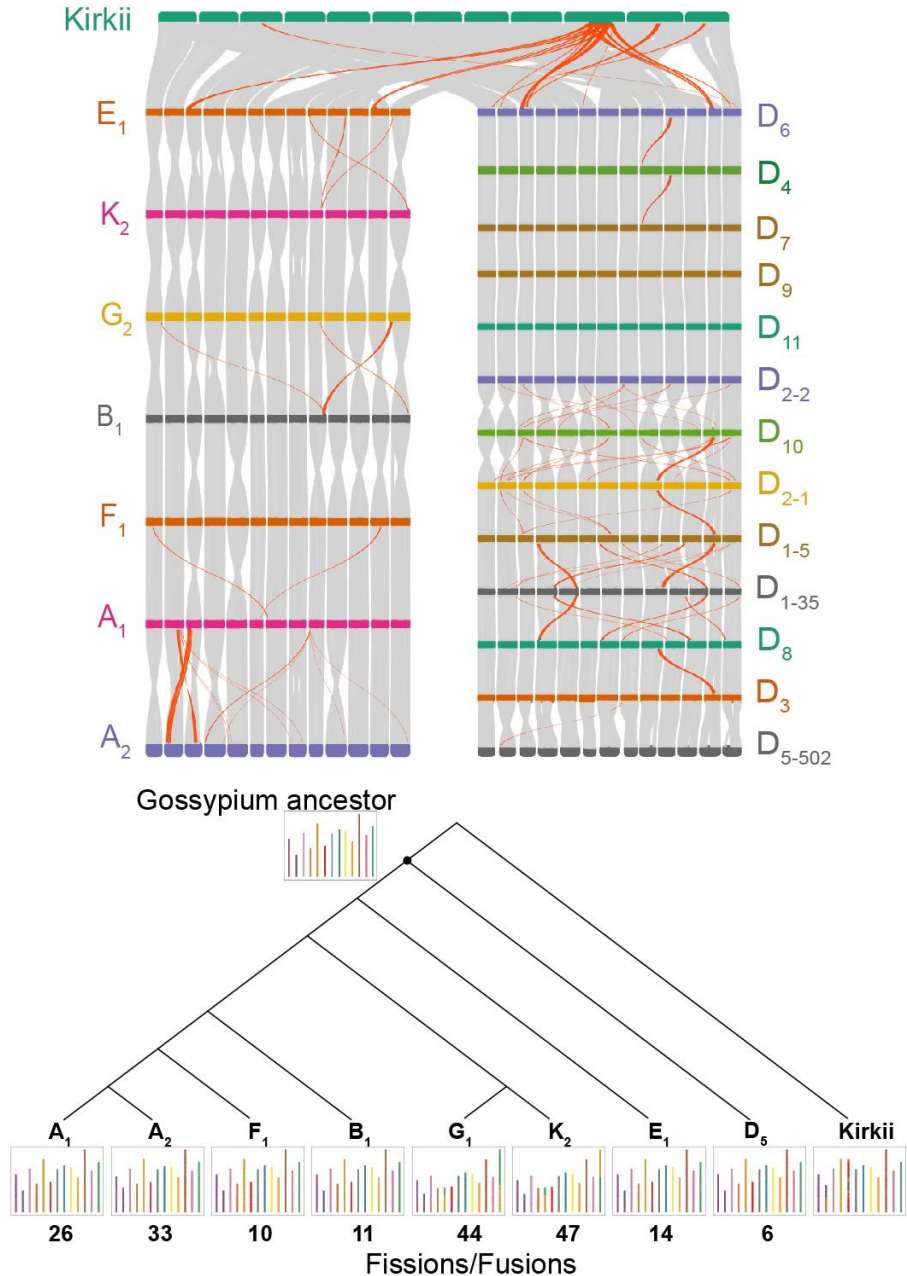 Kirkii
E₁
K₂
G₂
B₁
F₁
A₁
A₂
D₆
D₄
D₇
D₉
D₁₁
D₂₋₂
D₁₀
D₂₋₁
D₁₋₅
D₁₋₃₅
D₈
D₃
D₅₋₅₀₂
Gossypium ancestor
A₁ A₂ F₁ B₁ G₁ K₂ E₁ D₅ Kirkii
26 33 10 11 44 47 14 6
Fissions/Fusions